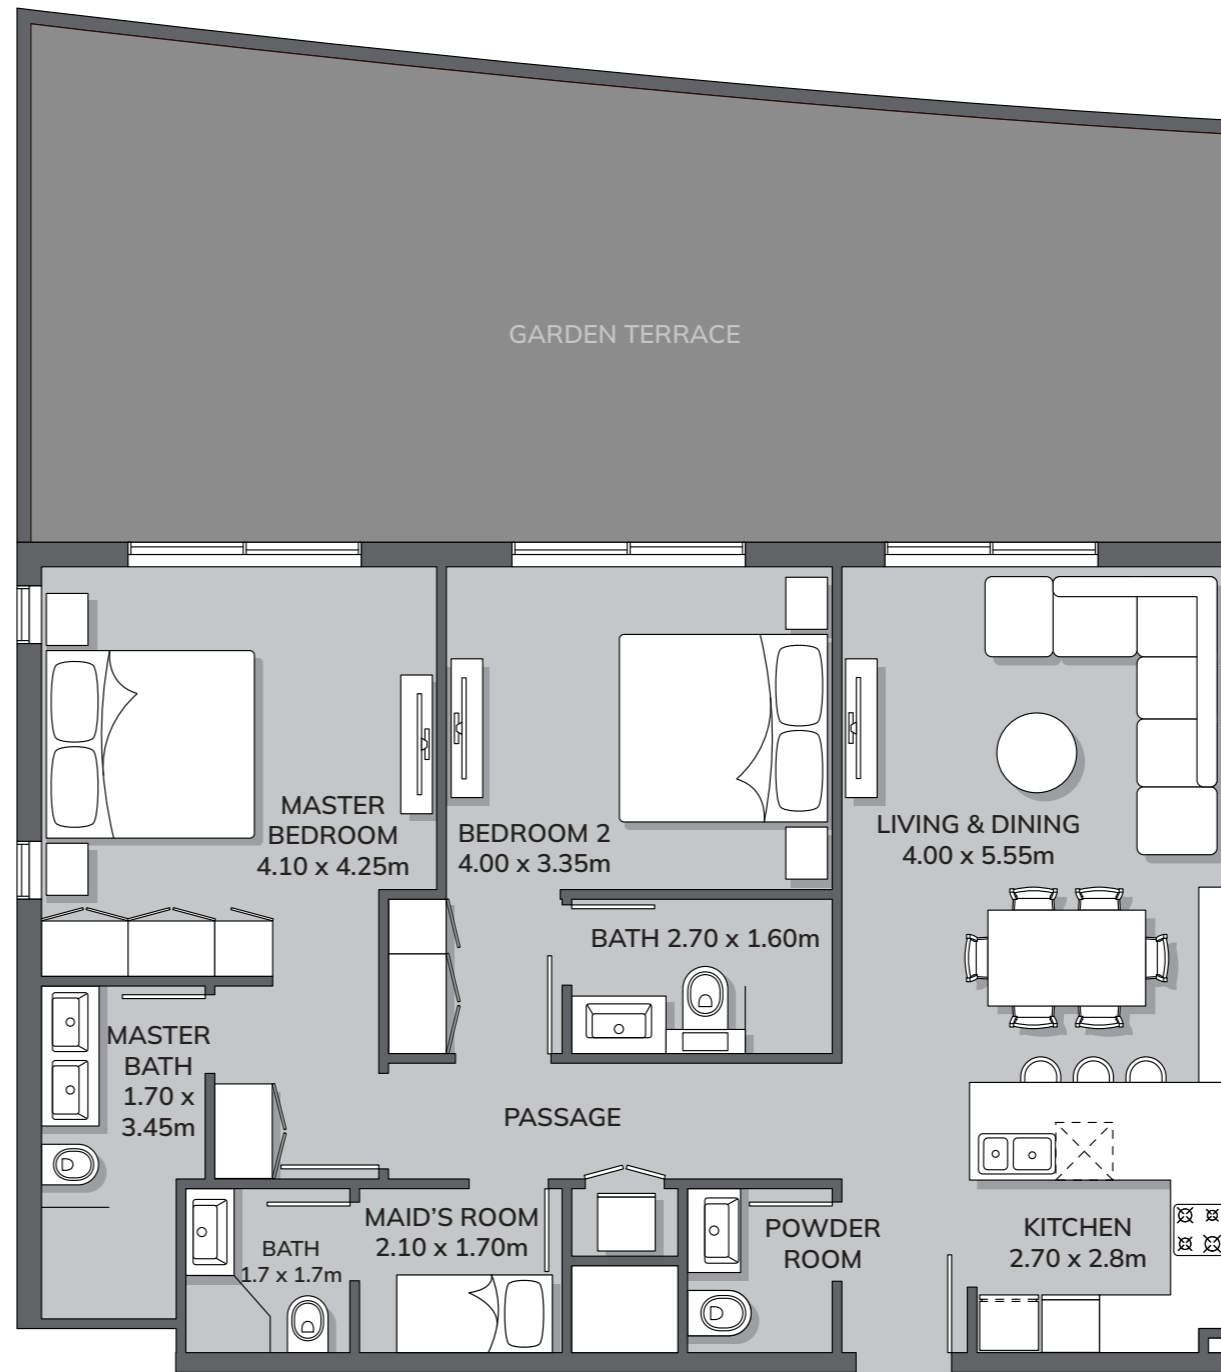 GARDEN TERRACE
MASTER
BEDROOM
4.10 x 4.25m
BEDROOM 2
4.00 x 3.35m
LIVING & DINING
4.00 x 5.55m
BATH 2.70 x 1.60m
MASTER
BATH
1.70 x
3.45m
PASSAGE
BATH
1.7 x 1.7m
MAID'S ROOM
2.10 x 1.70m
POWDER
ROOM
KITCHEN
2.70 x 2.8m